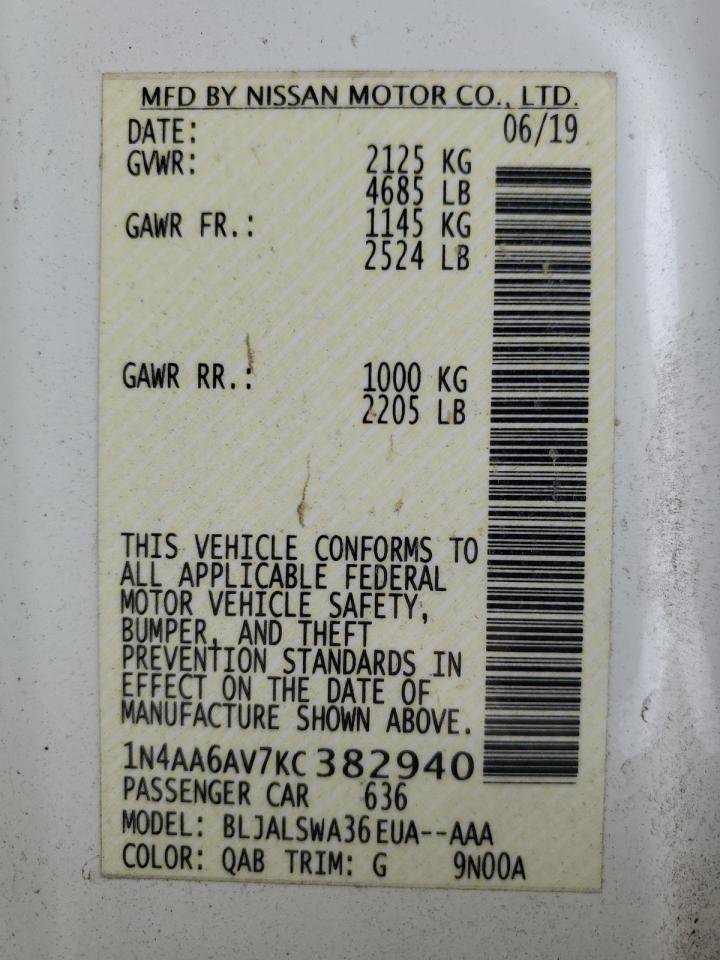 MFD BY NISSAN MOTOR CO., LTD.
DATE: 06/19
GVWR: 2125 KG
4685 LB
GAWR FR.: 1145 KG
2524 LB
GAWR RR.: 1000 KG
2205 LB
THIS VEHICLE CONFORMS TO
ALL APPLICABLE FEDERAL
MOTOR VEHICLE SAFETY,
BUMPER, AND THEFT
PREVENTION STANDARDS IN
EFFECT ON THE DATE OF
MANUFACTURE SHOWN ABOVE.
1N4AA6AV7KC382940
PASSENGER CAR 636
MODEL: BLJALSWA36EUA--AAA
COLOR: QAB TRIM: G 9N00A